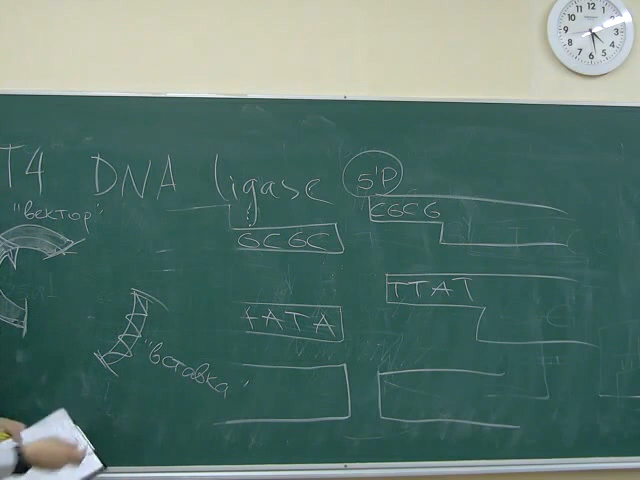 T4 DNA ligase 5'P
"вектор"
GCGC CGCG
TTAT
AATA
"вставка"